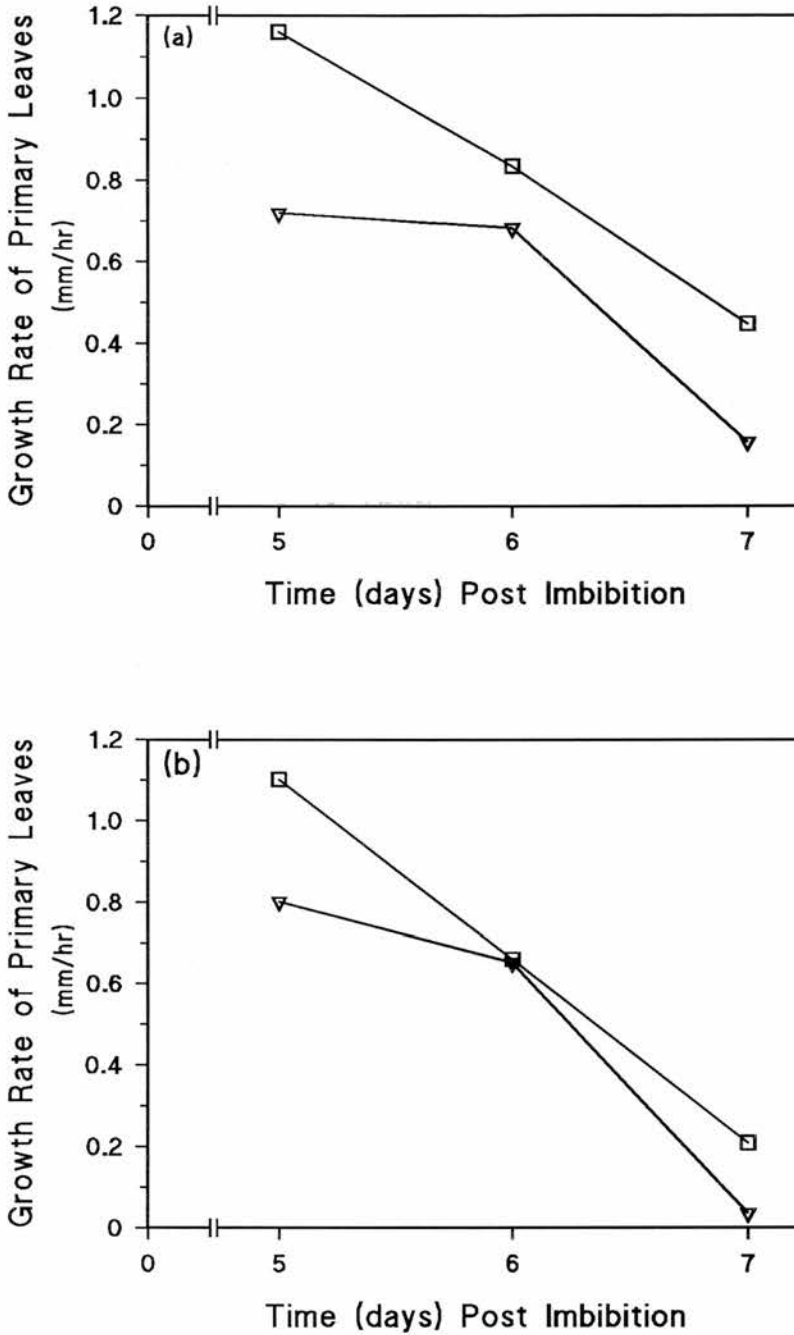 (a)
1.2
1.0
0.8
0.6
0.4
0.2
0
Growth Rate of Primary Leaves
(mm/hr)
0 5 6 7
Time (days) Post Imbibition
(b)
1.2
1.0
0.8
0.6
0.4
0.2
0
Growth Rate of Primary Leaves
(mm/hr)
0 5 6 7
Time (days) Post Imbibition